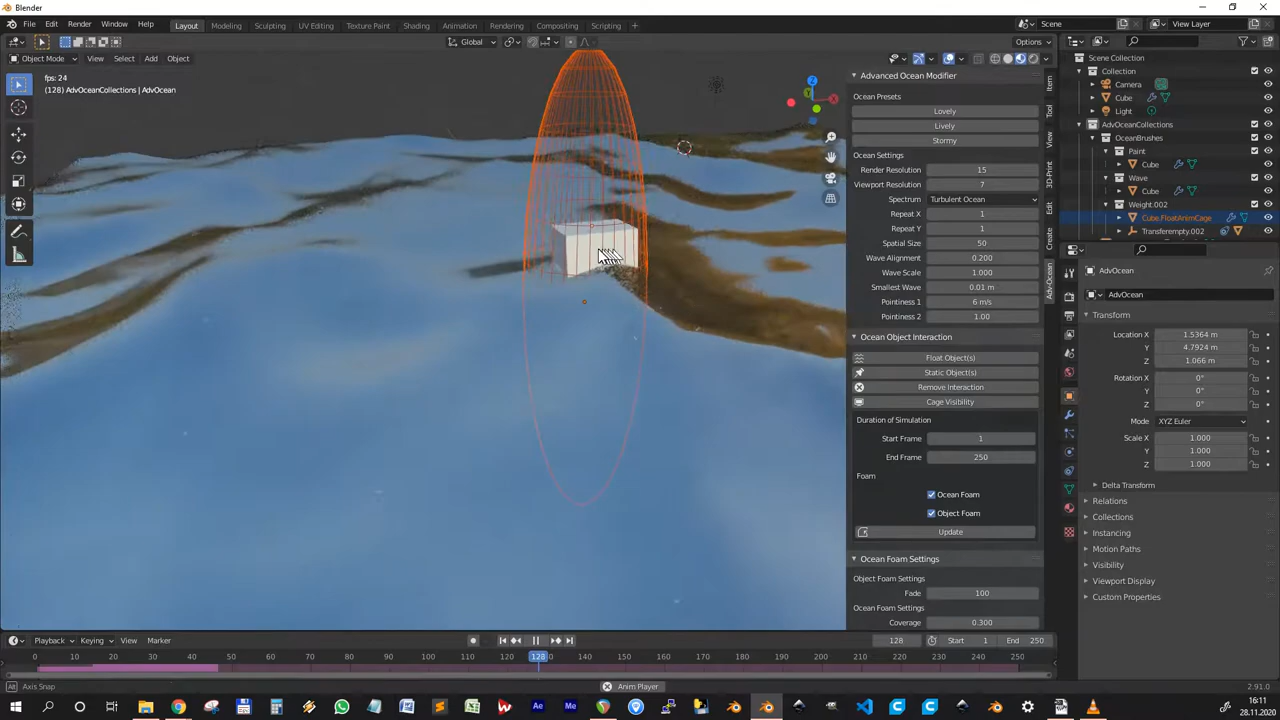 Blender
File Edit Render Window Help
Layout Modeling Sculpting UV Editing Texture Paint Shading Animation Rendering Compositing Scripting +
Scene View Layer
Global Options
Object Mode View Select Add Object
fps: 24
(128) AdvOceanCollections | AdvOcean
X
Y
Z
Advanced Ocean Modifier
Ocean Presets
Lovely
Lively
Stormy
Ocean Settings
Render Resolution 15
Viewport Resolution 7
Spectrum Turbulent Ocean
Repeat X 1
Repeat Y 1
Spatial Size 50
Wave Alignment 0.200
Wave Scale 1.000
Smallest Wave 0.01 m
Pointiness 1 6 m/s
Pointiness 2 1.00
Ocean Object Interaction
Float Object(s)
Static Object(s)
Remove Interaction
Cage Visibility
Duration of Simulation
Start Frame 1
End Frame 250
Foam
Ocean Foam
Object Foam
Update
Ocean Foam Settings
Object Foam Settings
Fade 100
Ocean Foam Settings
Coverage 0.300
Item
Tool
View
3D-Print
Edit
Create
Adv-Ocean
Scene Collection
Collection
Camera
Cube
Light
AdvOceanCollections
OceanBrushes
Paint
Cube
Wave
Cube
Weight.002
Cube.FloatAnimCage
Transferempty.002
AdvOcean
AdvOcean
Transform
Location X 1.5364 m
Y 4.7924 m
Z 1.066 m
Rotation X 0°
Y 0°
Z 0°
Mode XYZ Euler
Scale X 1.000
Y 1.000
Z 1.000
Delta Transform
Relations
Collections
Instancing
Motion Paths
Visibility
Viewport Display
Custom Properties
Playback Keying View Marker
128 Start 1 End 250
0 10 20 30 40 50 60 70 80 90 100 110 120 128 130 140 150 160 170 180 190 200 210 220 230 240 250
Axis Snap Anim Player 2.91.0
16:11
28.11.2020